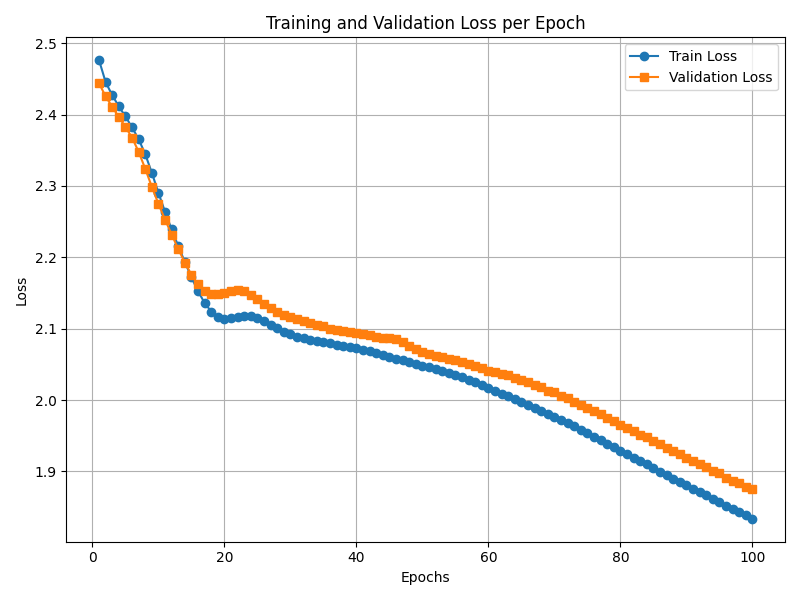 Training and Validation Loss per Epoch
Train Loss
Validation Loss
Loss
2.5
2.4
2.3
2.2
2.1
2.0
1.9
0 20 40 60 80 100
Epochs